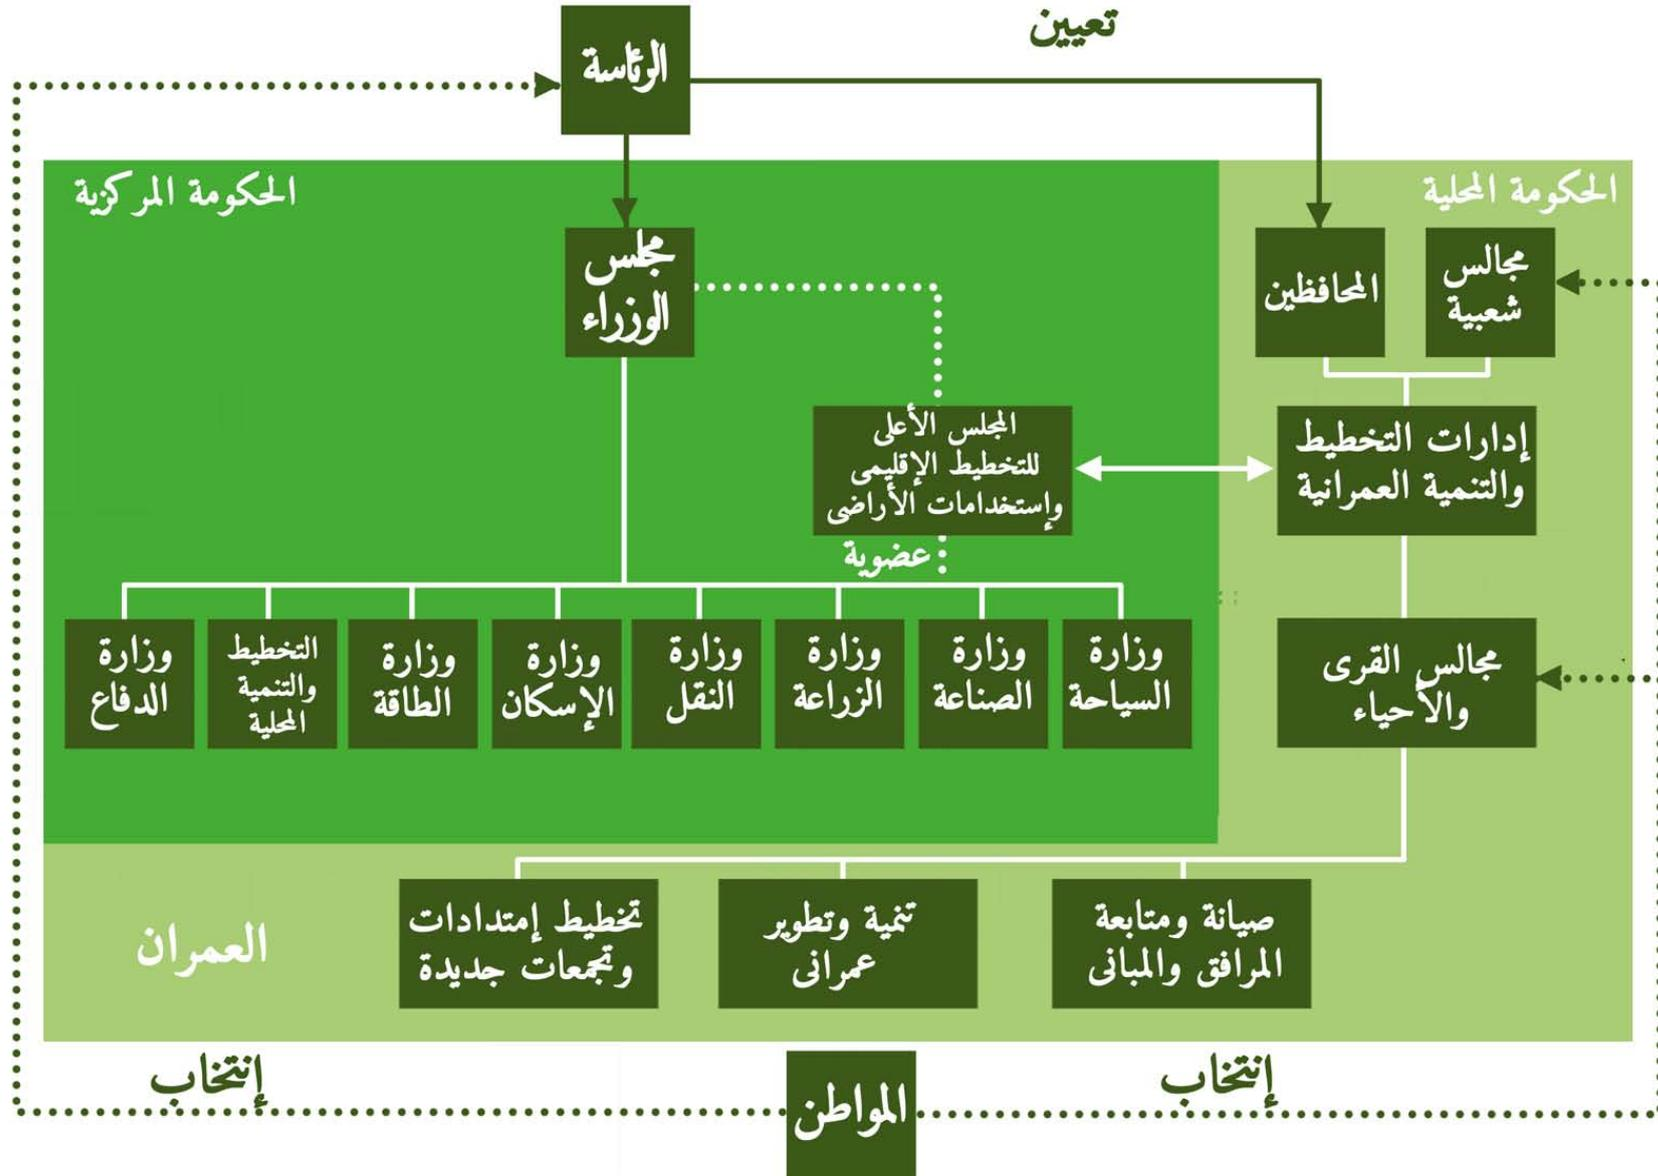 تعيين
الرئاسة
الحكومة المحلية
الحكومة المركزية
مجالس
شعبية
المحافظين
مجلس
الوزراء
إدارات التخطيط
والتنمية العمرانية
المجلس الأعلى
للتخطيط الإقليمى
وإستخدامات الأراضى
عضوية
مجالس القرى
والأحياء
وزارة
السياحة
وزارة
الصناعة
وزارة
الزراعة
وزارة
النقل
وزارة
الإسكان
وزارة
الطاقة
التخطيط
والتنمية
المحلية
وزارة
الدفاع
صيانة ومتابعة
المرافق والمبانى
تنمية وتطوير
عمرانى
تخطيط إمتدادات
وتجمعات جديدة
العمران
إنتخاب
المواطن
إنتخاب